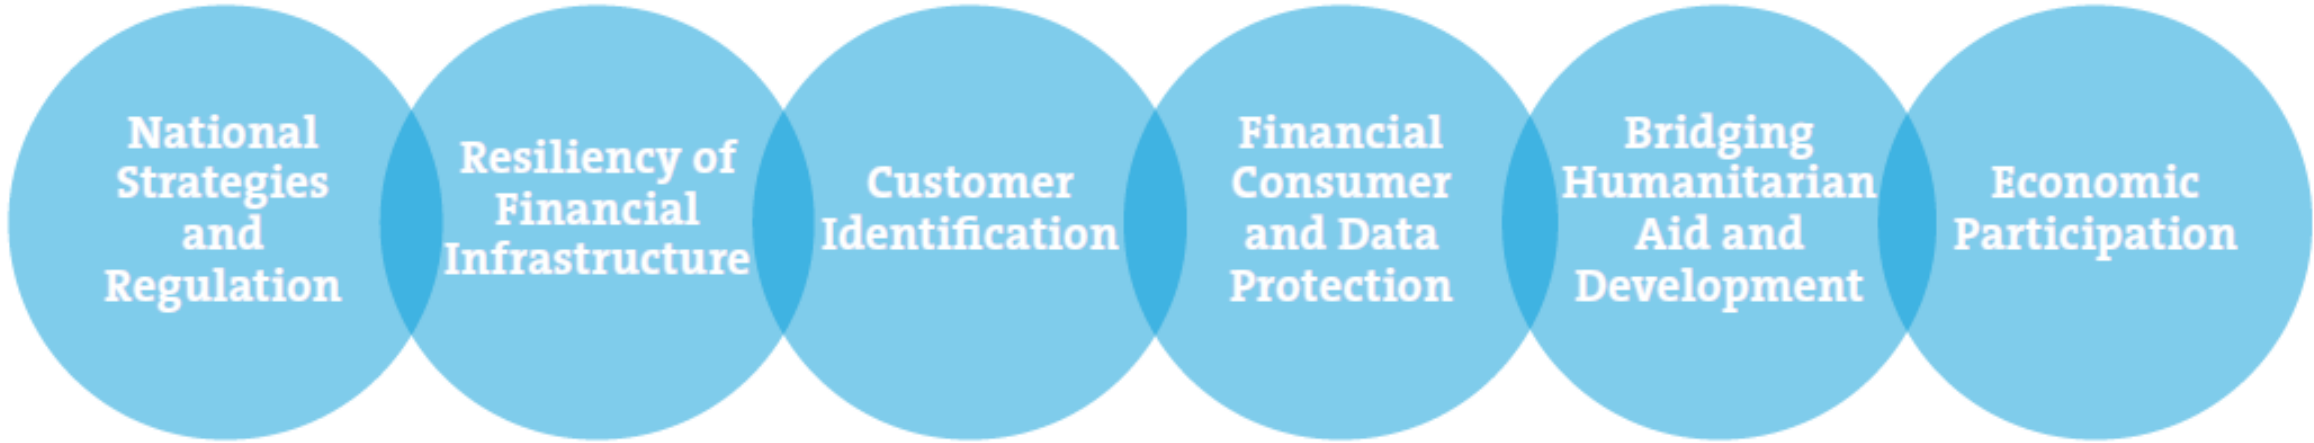 National
Strategies
and
Regulation
Resiliency of
Financial
Infrastructure
Customer
Identification
Financial
Consumer
and Data
Protection
Bridging
Humanitarian
Aid and
Development
Economic
Participation